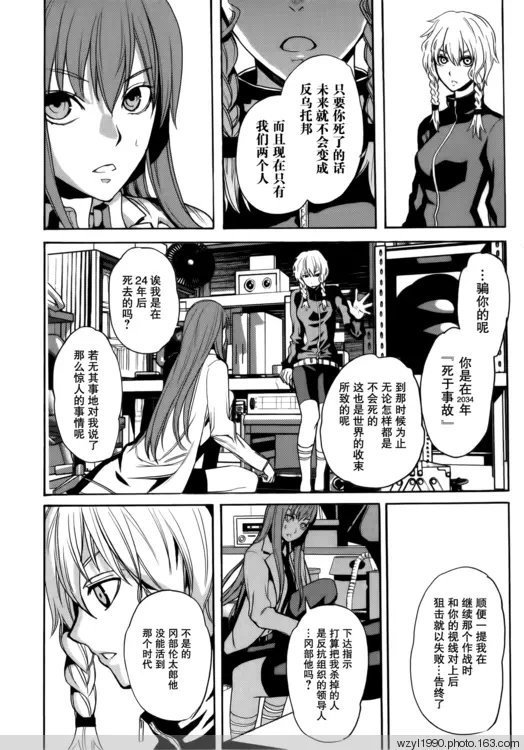 只要你死了的话
未来就不会变成
反乌托邦
而且现在只有
我们两个人
…骗你的呢
你是在2034年
『死于事故』
到那时候为止
无论怎样都是
不会死的
这也是世界的收束
所致的呢
诶我是在
24年后
死去的吗?
若无其事地对我说了
那么惊人的事情呢
顺便一提我在
继续那个作战时
和你的视线对上后
狙击就以失败…告终了
下达指示
打算把我杀掉的人
是反抗组织的领导人
…冈部他吗?
不是的
冈部伦太郎他
没能活到
那个时代
wzyl1990.photo.163.com